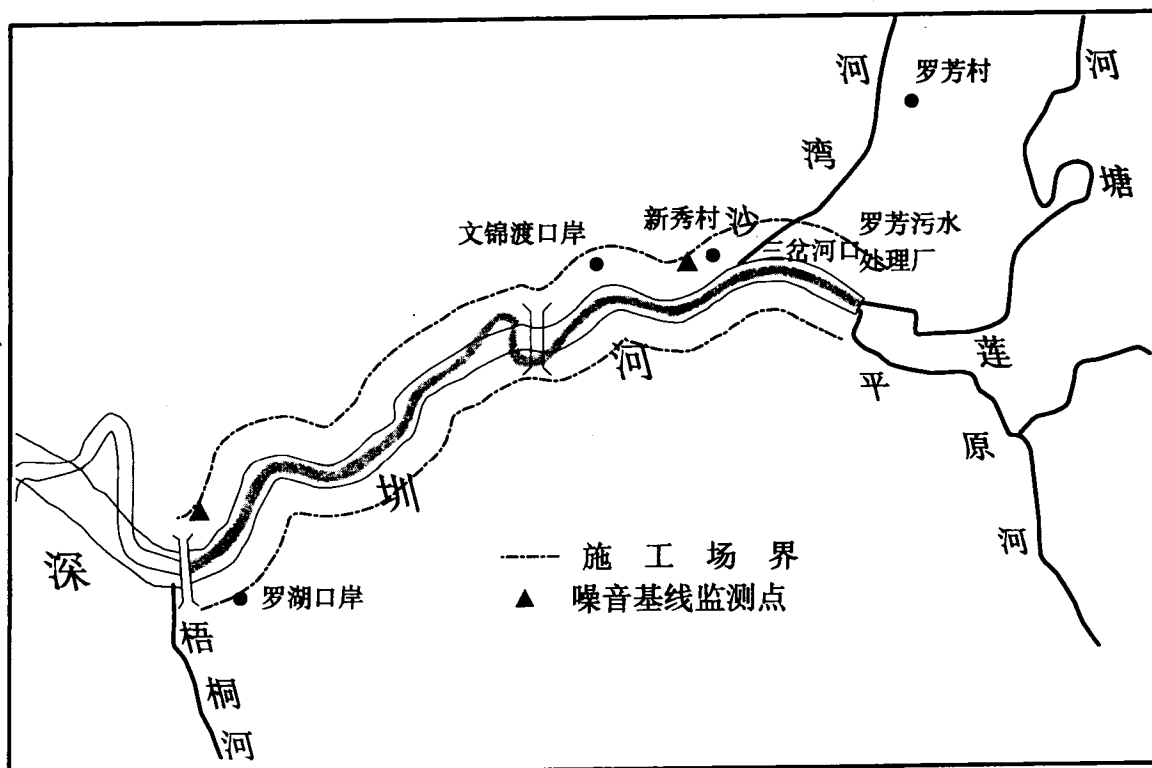 罗芳村
文锦渡口岸
新秀村
罗芳污水
处理厂
三岔河口
沙湾河
莲塘河
平原河
深圳河
梧桐河
罗湖口岸
施工场界
噪音基线监测点